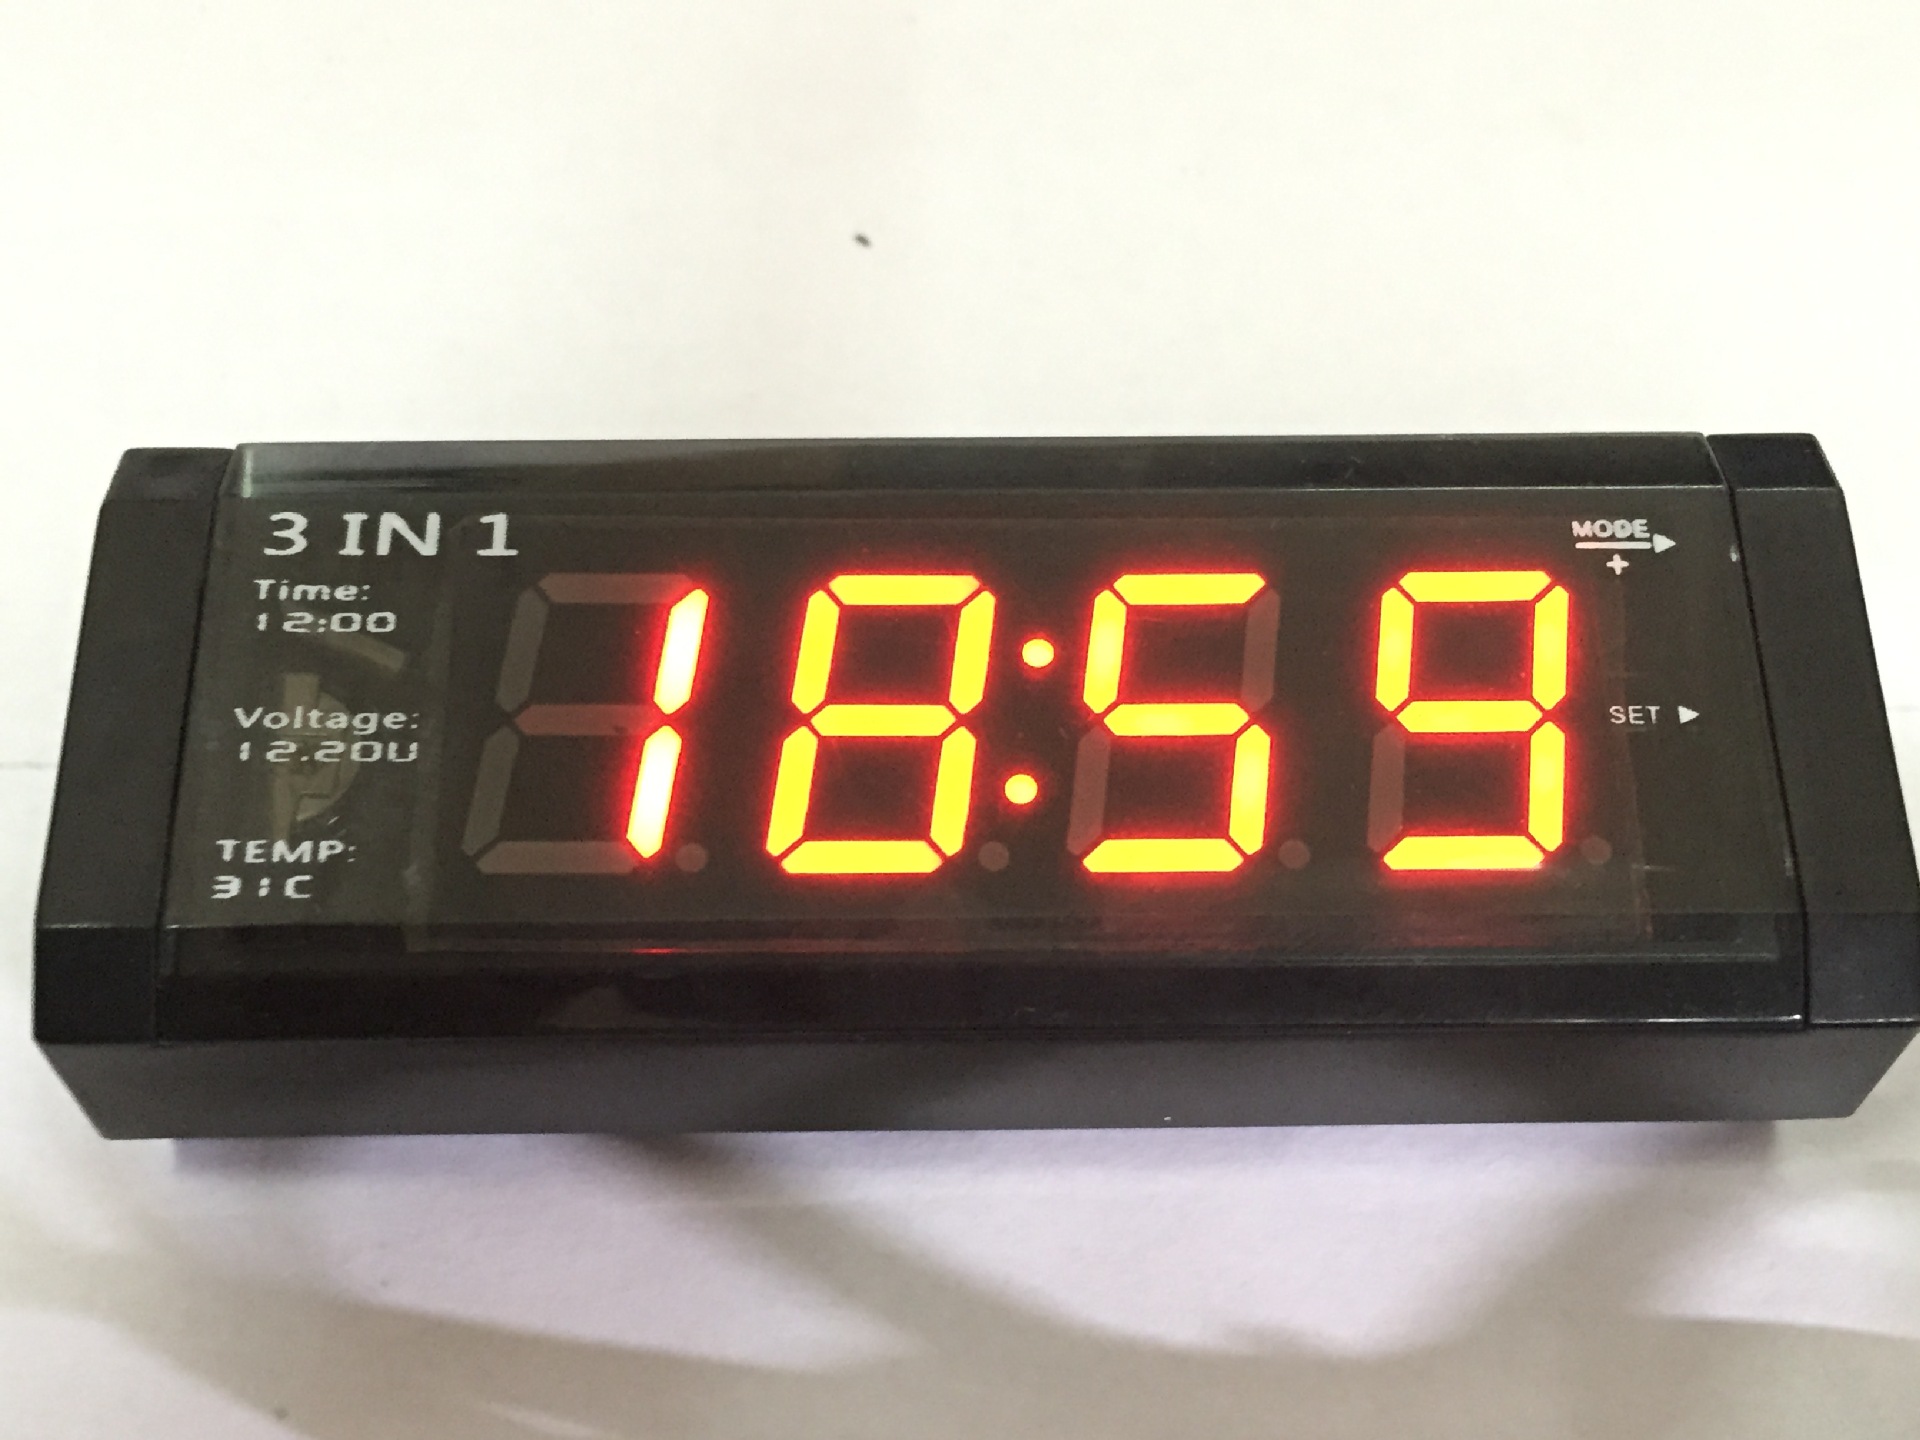 3 IN 1
Time:
12:00
Voltage:
12.20U
TEMP:
31C
18:59
MODE
+
SET